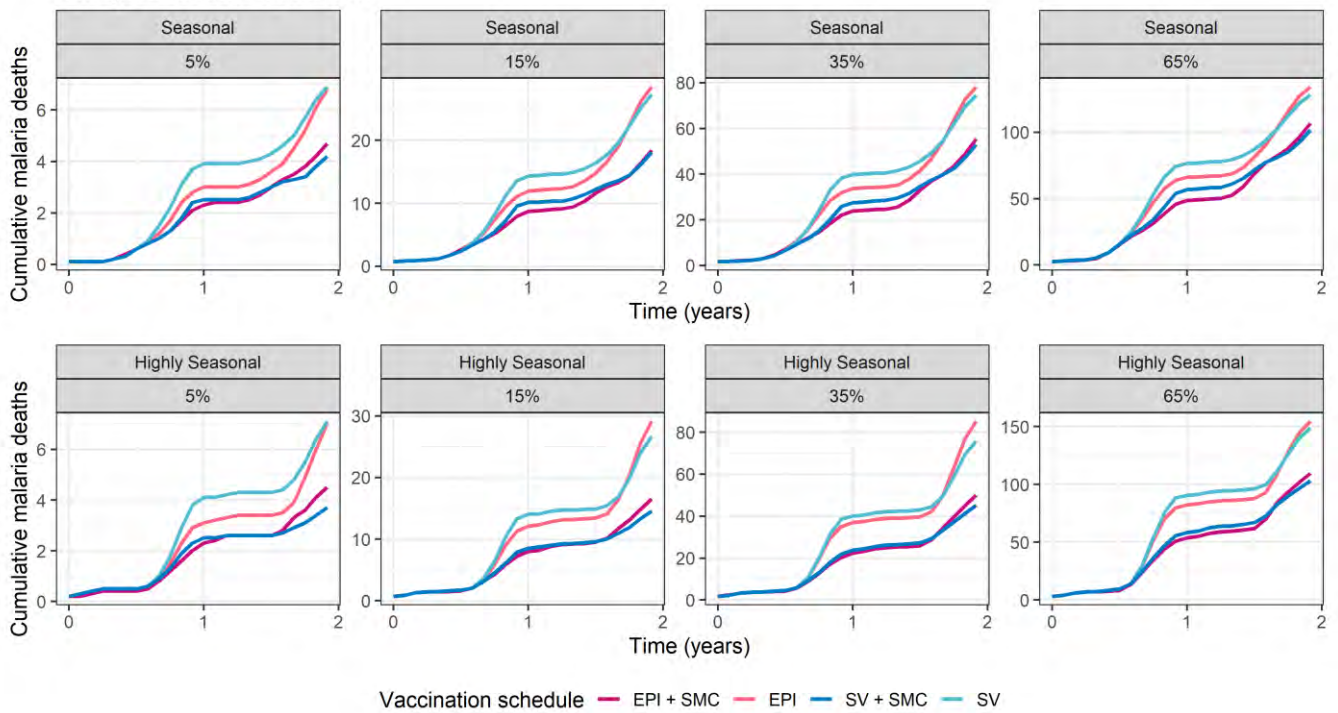 Seasonal Seasonal Seasonal Seasonal
5% 15% 35% 65%
Cumulative malaria deaths
6
4
2
0
20
10
0
80
60
40
20
0
100
50
0
0 1 2 0 1 2 0 1 2 0 1 2
Time (years)
Highly Seasonal Highly Seasonal Highly Seasonal Highly Seasonal
5% 15% 35% 65%
Cumulative malaria deaths
6
4
2
0
30
20
10
0
80
60
40
20
0
150
100
50
0
0 1 2 0 1 2 0 1 2 0 1 2
Time (years)
Vaccination schedule EPI + SMC EPI SV + SMC SV